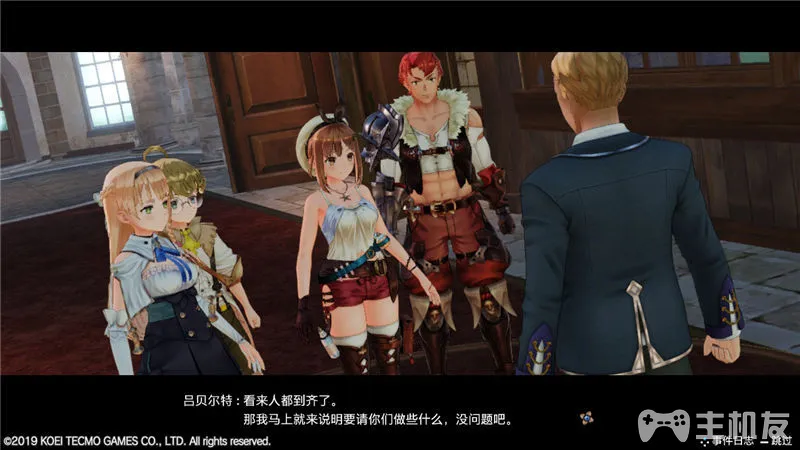 吕贝尔特：看来人都到齐了。
那我马上就来说明要请你们做些什么，没问题吧。
主机友
©2019 KOEI TECMO GAMES CO., LTD. All rights reserved.
事件日志 跳过